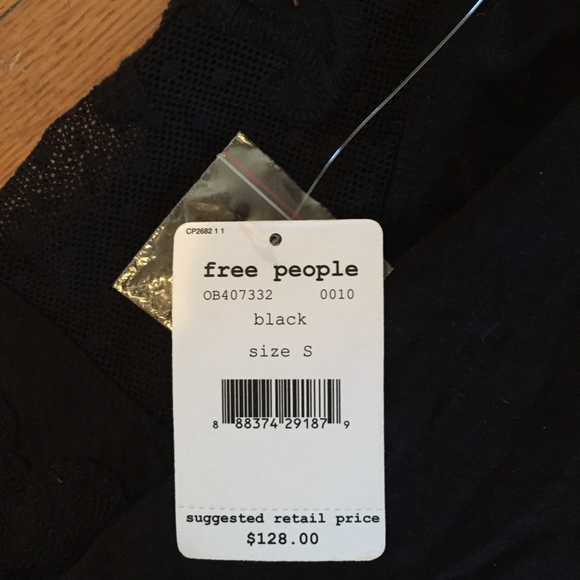 CP2682 1 1
free people
OB407332 0010
black
size S
8 88374 29187 9
suggested retail price
$128.00